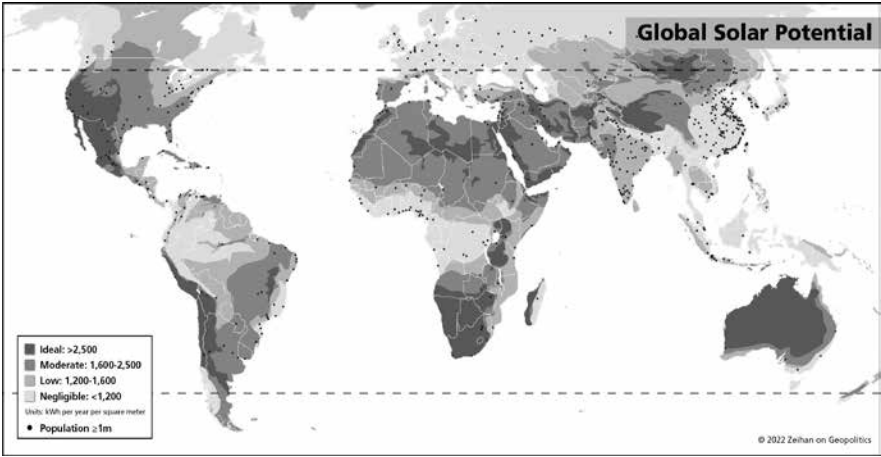 Global Solar Potential
Ideal: >2,500
Moderate: 1,600-2,500
Low: 1,200-1,600
Negligible: <1,200
Units: kWh per year per square meter
Population ≥1m
© 2022 Zeihan on Geopolitics